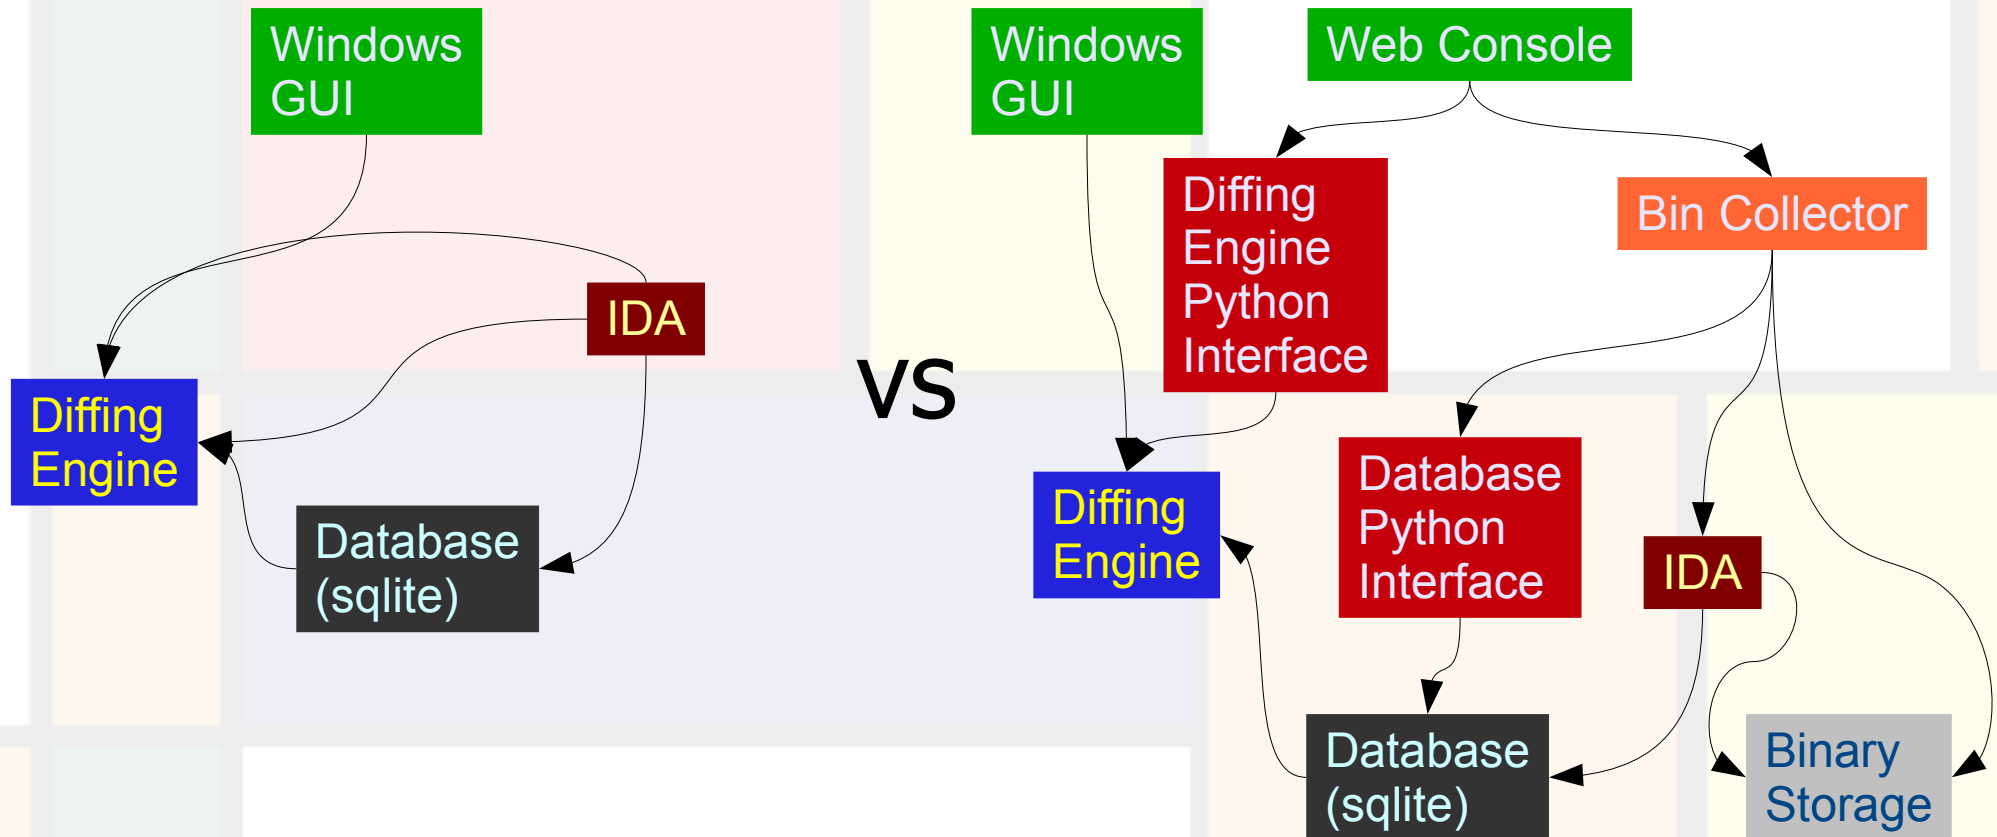 Windows
GUI
IDA
Diffing
Engine
Database
(sqlite)
vs
Windows
GUI
Web Console
Diffing
Engine
Python
Interface
Bin Collector
Diffing
Engine
Database
Python
Interface
IDA
Database
(sqlite)
Binary
Storage